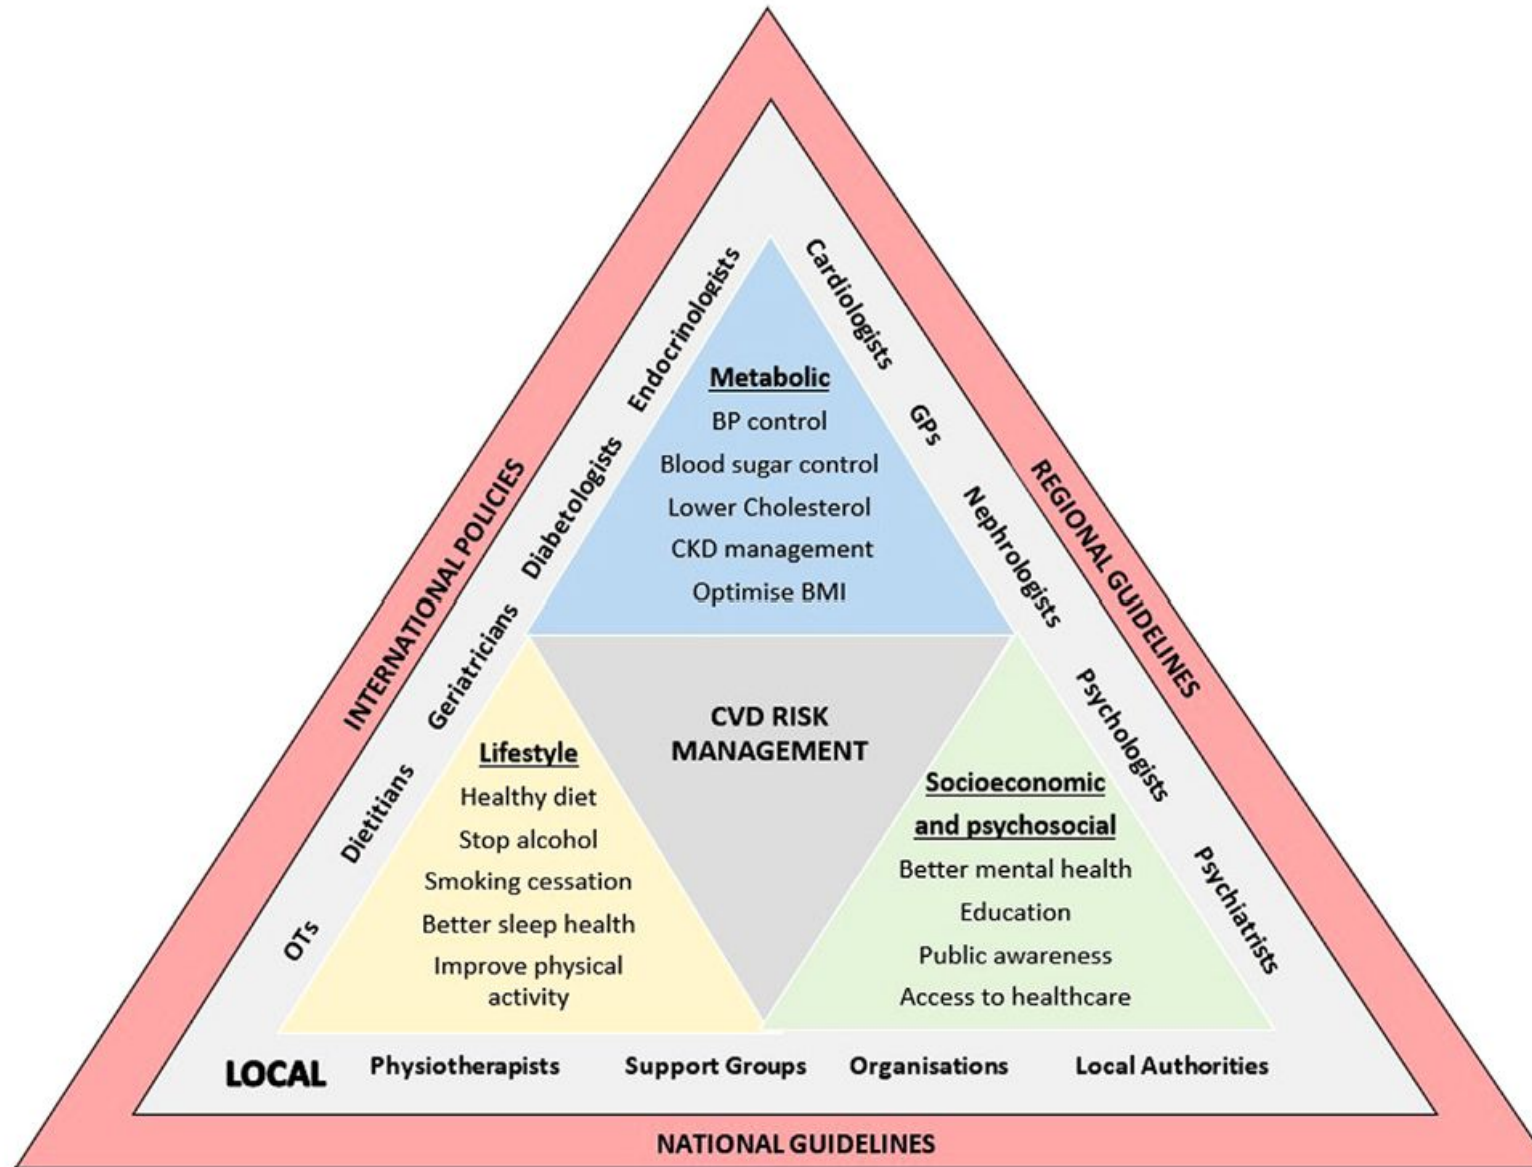 INTERNATIONAL POLICIES
REGIONAL GUIDELINES
Endocrinologists
Diabetologists
Geriatricians
Dietitians
OTs
Cardiologists
GPs
Nephrologists
Psychologists
Psychiatrists
Metabolic
BP control
Blood sugar control
Lower Cholesterol
CKD management
Optimise BMI
CVD RISK
MANAGEMENT
Lifestyle
Healthy diet
Stop alcohol
Smoking cessation
Better sleep health
Improve physical
activity
Socioeconomic
and psychosocial
Better mental health
Education
Public awareness
Access to healthcare
LOCAL
Physiotherapists
Support Groups
Organisations
Local Authorities
NATIONAL GUIDELINES